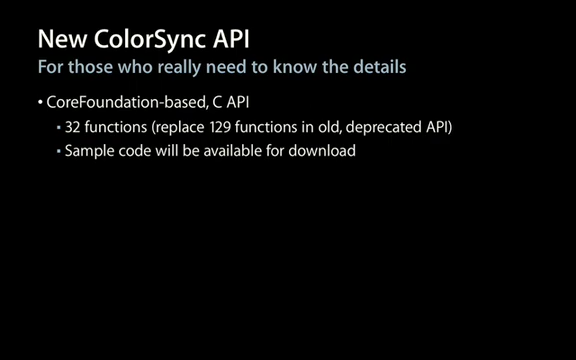 New ColorSync API
For those who really need to know the details
• CoreFoundation-based, C API
▪ 32 functions (replace 129 functions in old, deprecated API)
▪ Sample code will be available for download